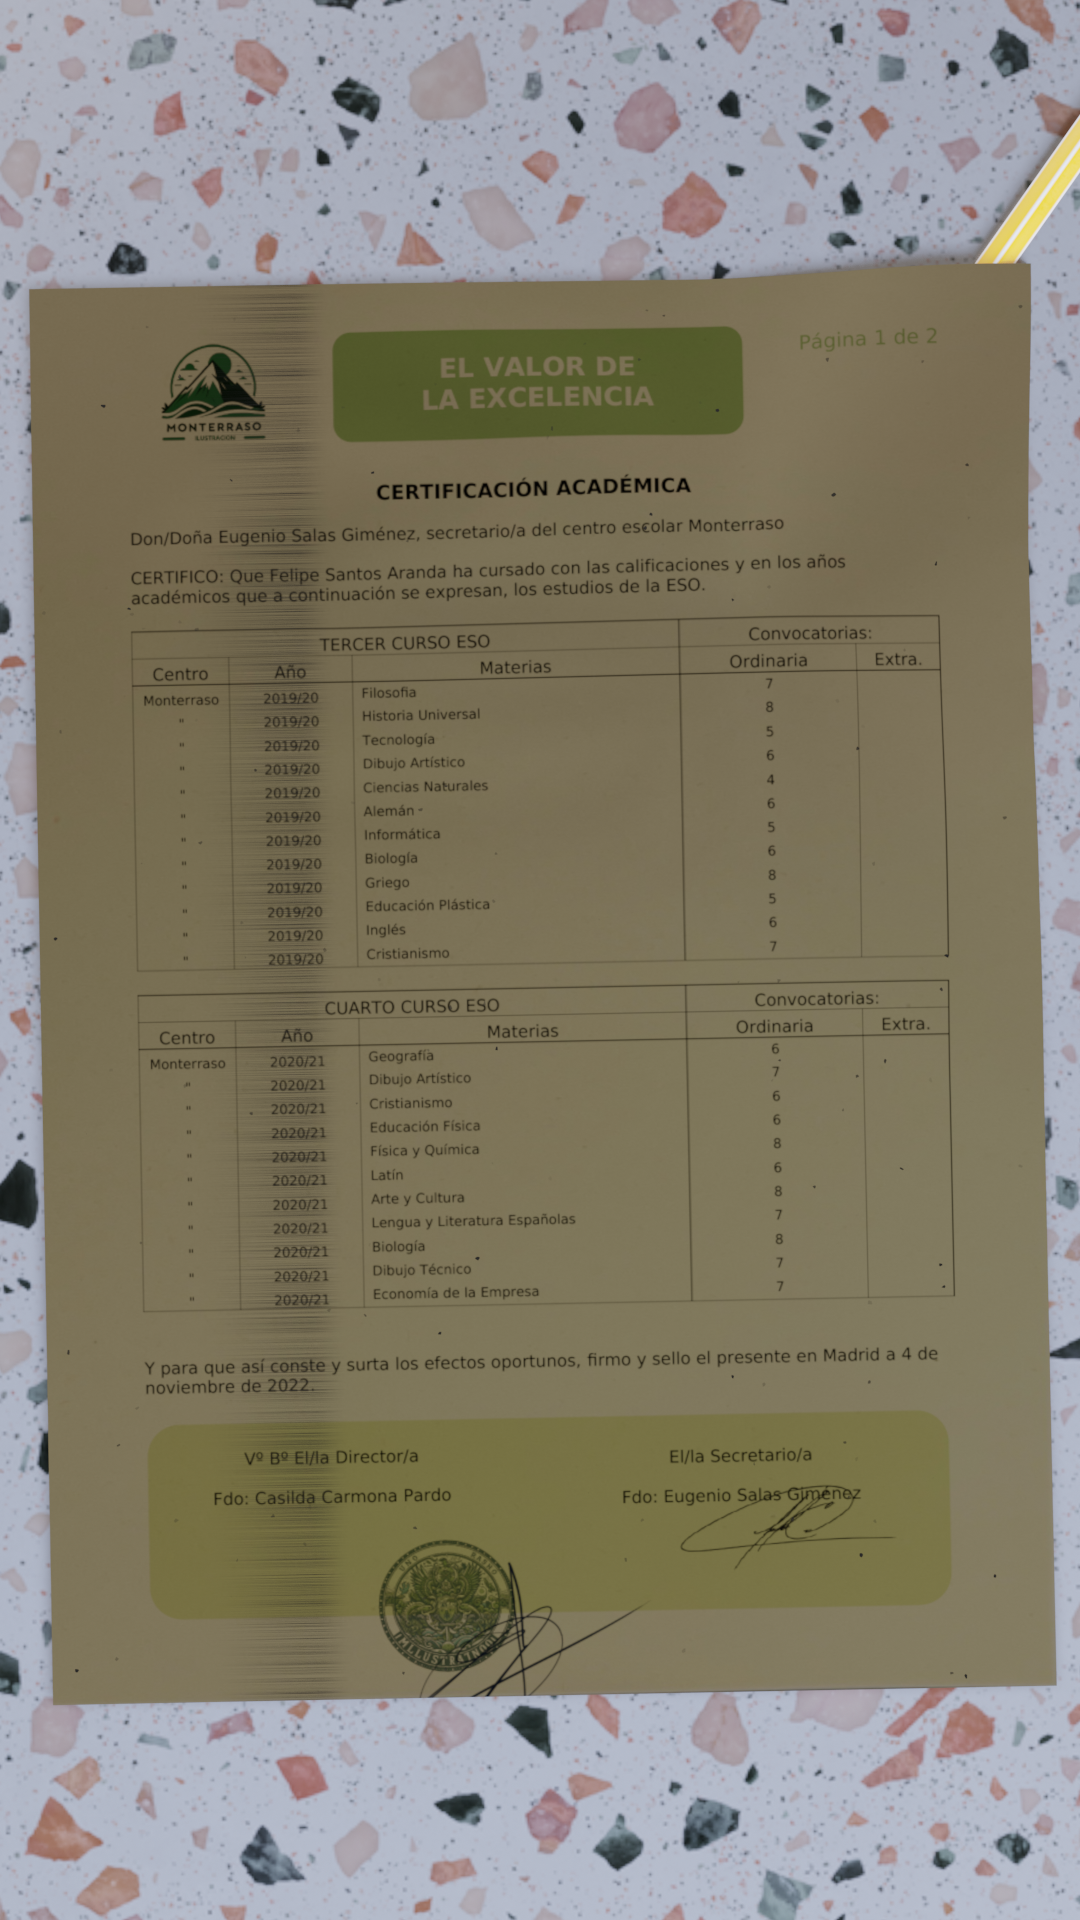 MONTERRASO
ILUSTRACION
EL VALOR DE
LA EXCELENCIA
Página 1 de 2
CERTIFICACIÓN ACADÉMICA
Don/Doña Eugenio Salas Giménez, secretario/a del centro escolar Monterraso
CERTIFICO: Que Felipe Santos Aranda ha cursado con las calificaciones y en los años
académicos que a continuación se expresan, los estudios de la ESO.
TERCER CURSO ESO Convocatorias:
Centro Año Materias Ordinaria Extra.
Monterraso 2019/20 Filosofia 7
" 2019/20 Historia Universal 8
" 2019/20 Tecnología 5
" 2019/20 Dibujo Artístico 6
" 2019/20 Ciencias Naturales 4
" 2019/20 Alemán 6
" 2019/20 Informática 5
" 2019/20 Biología 6
" 2019/20 Griego 8
" 2019/20 Educación Plástica 5
" 2019/20 Inglés 6
" 2019/20 Cristianismo 7
CUARTO CURSO ESO Convocatorias:
Centro Año Materias Ordinaria Extra.
Monterraso 2020/21 Geografía 6
" 2020/21 Dibujo Artístico 7
" 2020/21 Cristianismo 6
" 2020/21 Educación Física 6
" 2020/21 Física y Química 8
" 2020/21 Latín 6
" 2020/21 Arte y Cultura 8
" 2020/21 Lengua y Literatura Españolas 7
" 2020/21 Biología 8
" 2020/21 Dibujo Técnico 7
" 2020/21 Economía de la Empresa 7
Y para que así conste y surta los efectos oportunos, firmo y sello el presente en Madrid a 4 de
noviembre de 2022.
Vº Bº El/la Director/a El/la Secretario/a
Fdo: Casilda Carmona Pardo Fdo: Eugenio Salas Giménez